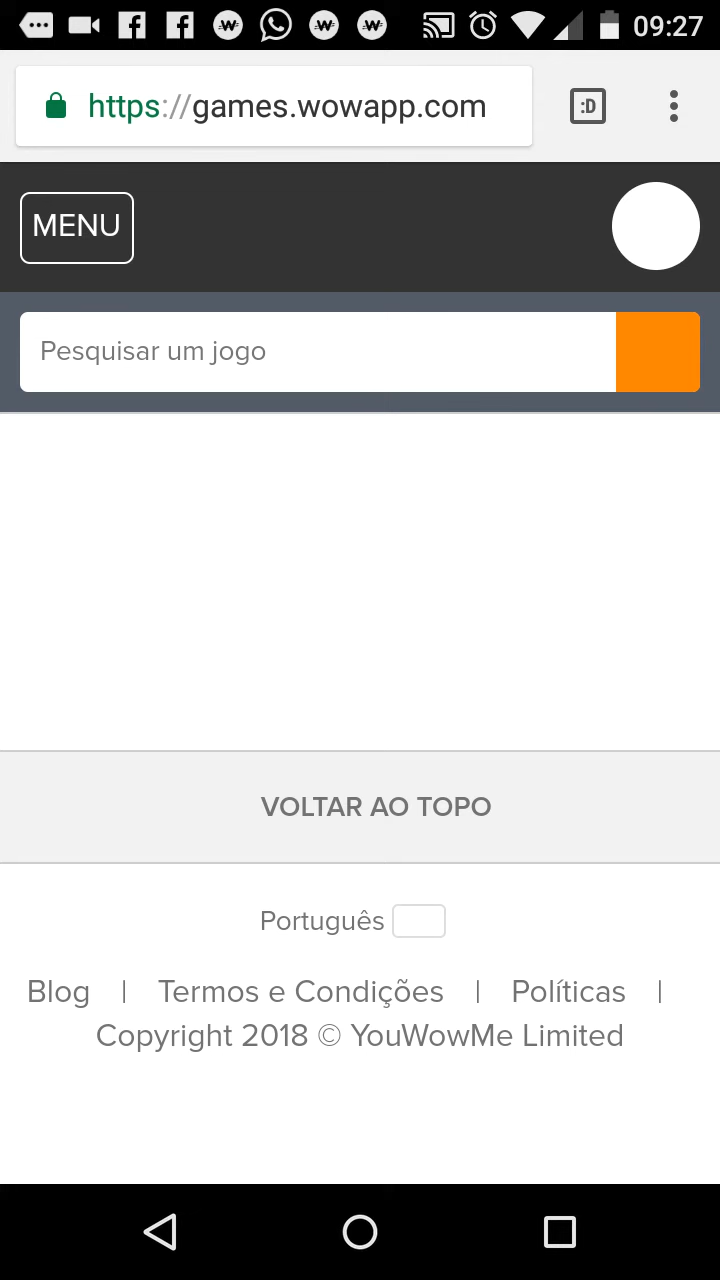 09:27
https://games.wowapp.com
:D
MENU
Pesquisar um jogo
VOLTAR AO TOPO
Português
Blog | Termos e Condições | Políticas |
Copyright 2018 © YouWowMe Limited